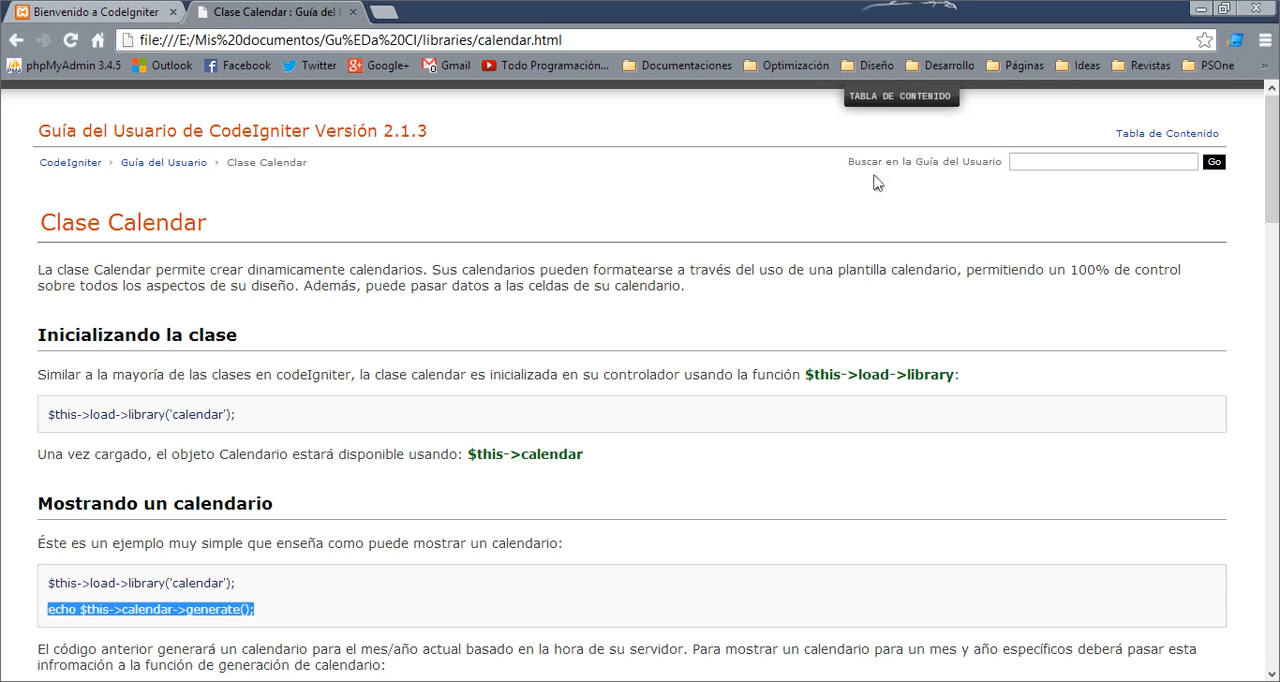 Bienvenido a CodeIgniter
Clase Calendar : Guía del
file:///E:/Mis%20documentos/Gu%EDa%20CI/libraries/calendar.html
phpMyAdmin 3.4.5 Outlook Facebook Twitter Google+ Gmail Todo Programación... Documentaciones Optimización Diseño Desarrollo Páginas Ideas Revistas PSOne »
TABLA DE CONTENIDO
Guía del Usuario de CodeIgniter Versión 2.1.3
Tabla de Contenido
CodeIgniter › Guía del Usuario › Clase Calendar
Buscar en la Guía del Usuario Go
Clase Calendar
La clase Calendar permite crear dinamicamente calendarios. Sus calendarios pueden formatearse a través del uso de una plantilla calendario, permitiendo un 100% de control
sobre todos los aspectos de su diseño. Además, puede pasar datos a las celdas de su calendario.
Inicializando la clase
Similar a la mayoría de las clases en codeIgniter, la clase calendar es inicializada en su controlador usando la función $this->load->library:
$this->load->library('calendar');
Una vez cargado, el objeto Calendario estará disponible usando: $this->calendar
Mostrando un calendario
Éste es un ejemplo muy simple que enseña como puede mostrar un calendario:
$this->load->library('calendar');
echo $this->calendar->generate();
El código anterior generará un calendario para el mes/año actual basado en la hora de su servidor. Para mostrar un calendario para un mes y año específicos deberá pasar esta
infromación a la función de generación de calendario: